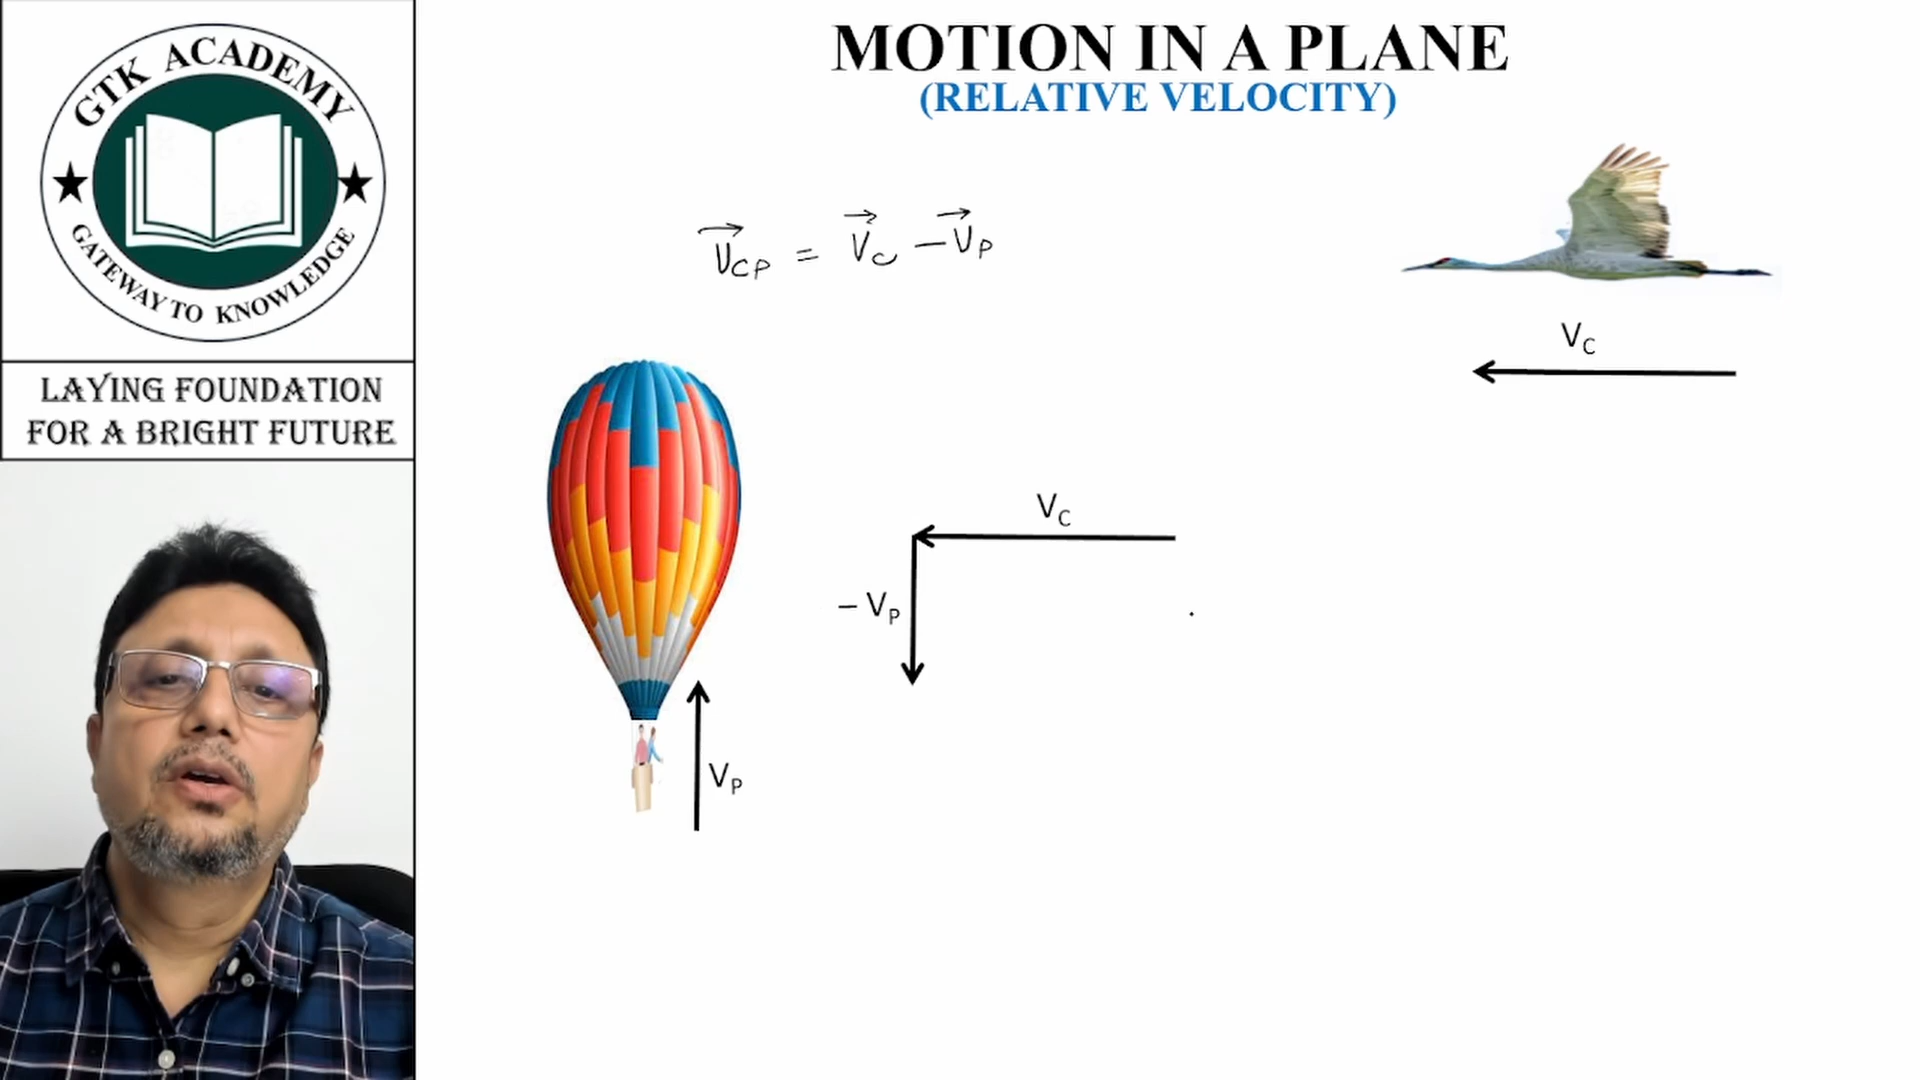 GTK ACADEMY
GATEWAY TO KNOWLEDGE
LAYING FOUNDATION
FOR A BRIGHT FUTURE
MOTION IN A PLANE
(RELATIVE VELOCITY)
V⃗CP = V⃗C − V⃗P
VC
VC
− VP
VP